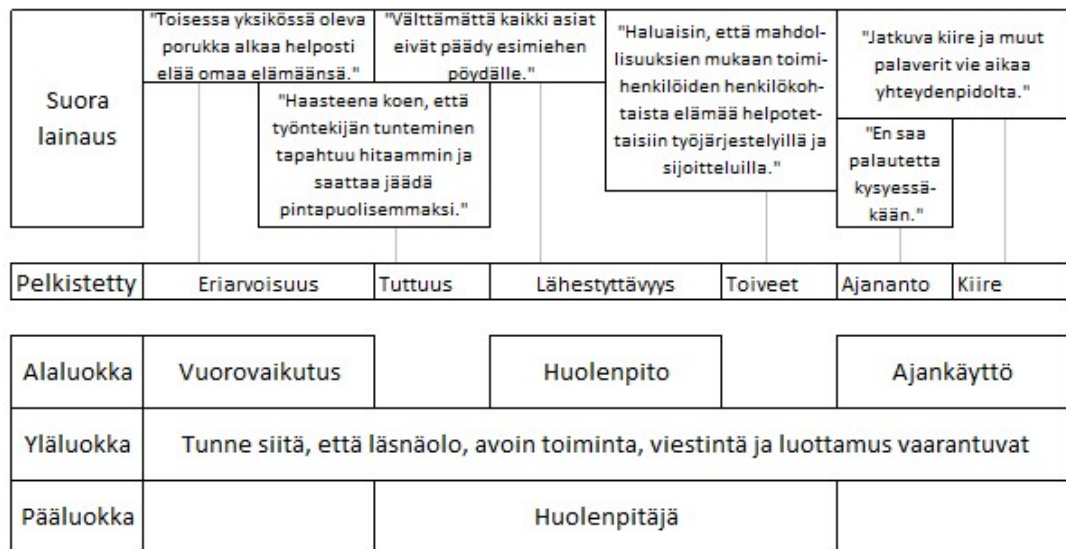 Suora
lainaus
"Toisessa yksikössä oleva
porukka alkaa helposti
elää omaa elämäänsä."
"Haasteena koen, että
työntekijän tunteminen
tapahtuu hitaammin ja
saattaa jäädä
pintapuolisemmaksi."
"Välttämättä kaikki asiat
eivät päädy esimiehen
pöydälle."
"Haluaisin, että mahdol-
lisuuksien mukaan toimi-
henkilöiden henkilökoh-
taista elämää helpotet-
taisiin työjärjestelyillä ja
sijoitteluilla."
"Jatkuva kiire ja muut
palaverit vie aikaa
yhteydenpidolta."
"En saa
palautetta
kysyessä-
kään."
Pelkistetty
Eriarvoisuus
Tuttuus
Lähestyttävyys
Toiveet
Ajananto
Kiire
Alaluokka
Vuorovaikutus
Huolenpito
Ajankäyttö
Yläluokka
Tunne siitä, että läsnäolo, avoin toiminta, viestintä ja luottamus vaarantuvat
Pääluokka
Huolenpitäjä